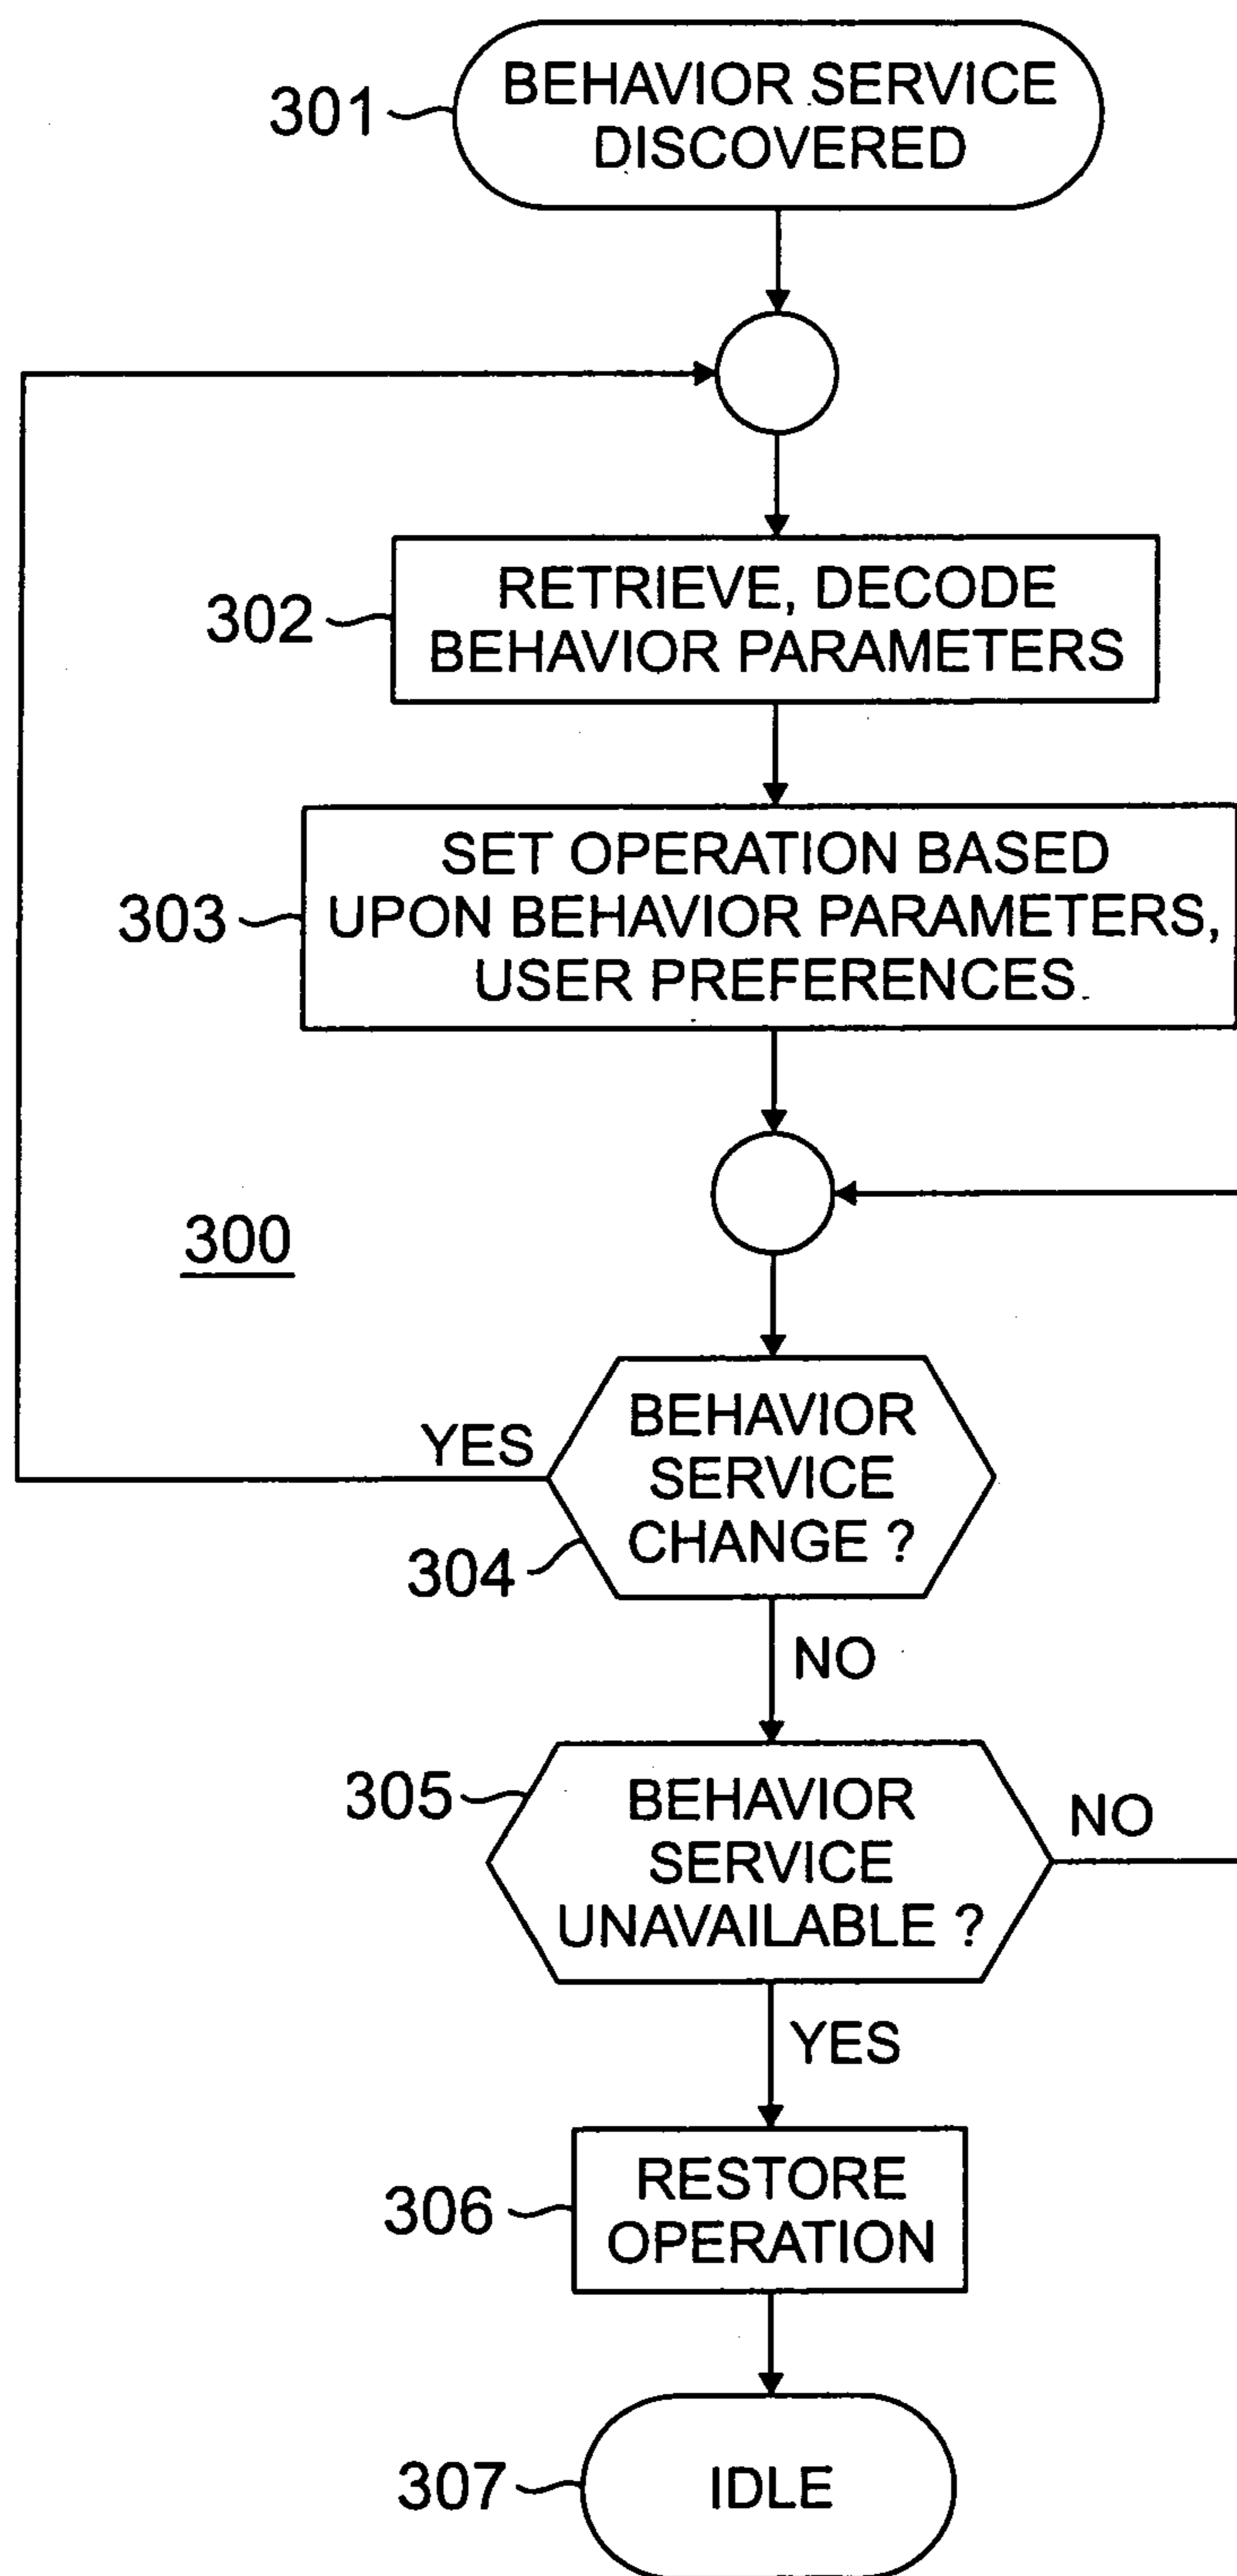 BEHAVIOR SERVICE
DISCOVERED
301
RETRIEVE, DECODE
BEHAVIOR PARAMETERS
302
SET OPERATION BASED
UPON BEHAVIOR PARAMETERS,
USER PREFERENCES
303
300
BEHAVIOR
SERVICE
CHANGE ?
YES
304
NO
305
BEHAVIOR
SERVICE
UNAVAILABLE ?
NO
YES
RESTORE
OPERATION
306
IDLE
307